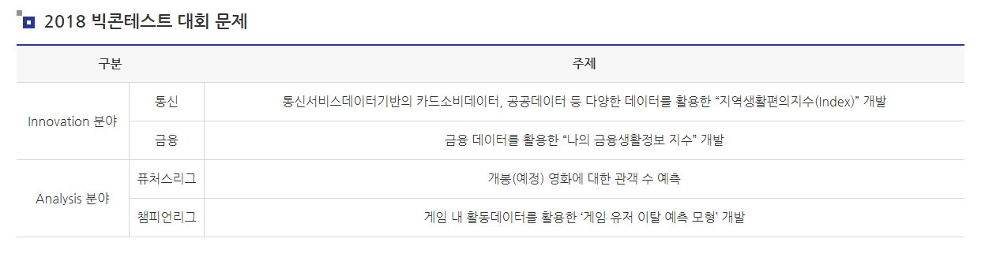 2018 빅콘테스트 대회 문제
구분 주제
Innovation 분야
통신 통신서비스데이터기반의 카드소비데이터, 공공데이터 등 다양한 데이터를 활용한 “지역생활편의지수(Index)” 개발
금융 금융 데이터를 활용한 “나의 금융생활정보 지수” 개발
Analysis 분야
퓨처스리그 개봉(예정) 영화에 대한 관객 수 예측
챔피언리그 게임 내 활동데이터를 활용한 ‘게임 유저 이탈 예측 모형’ 개발